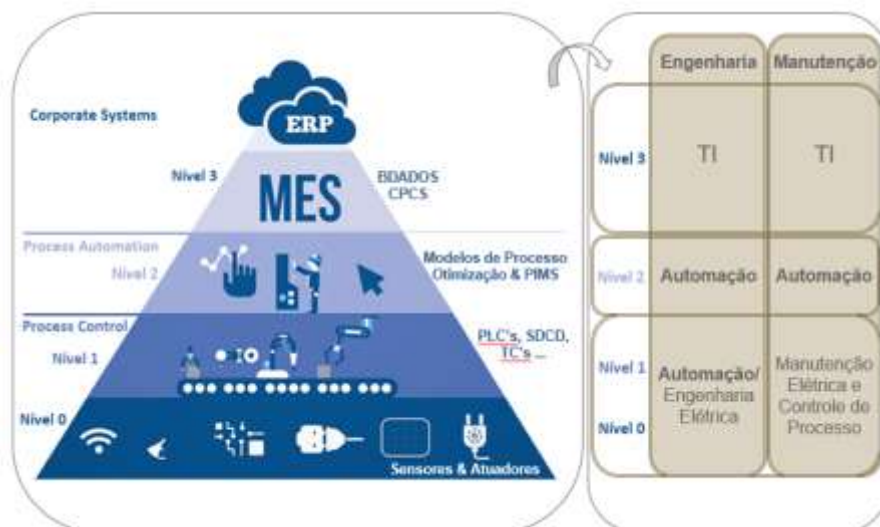 Corporate Systems
ERP
Nível 3
MES
BDADOS
CPCS
Process Automation
Nível 2
Modelos de Processo
Otimização & PIMS
Process Control
Nível 1
PLC's, SDCD,
TC's ...
Nível 0
Sensores & Atuadores
Engenharia
Manutenção
Nível 3
TI
TI
Nível 2
Automação
Automação
Nível 1
Nível 0
Automação/
Engenharia
Elétrica
Manutenção
Elétrica e
Controle de
Processo